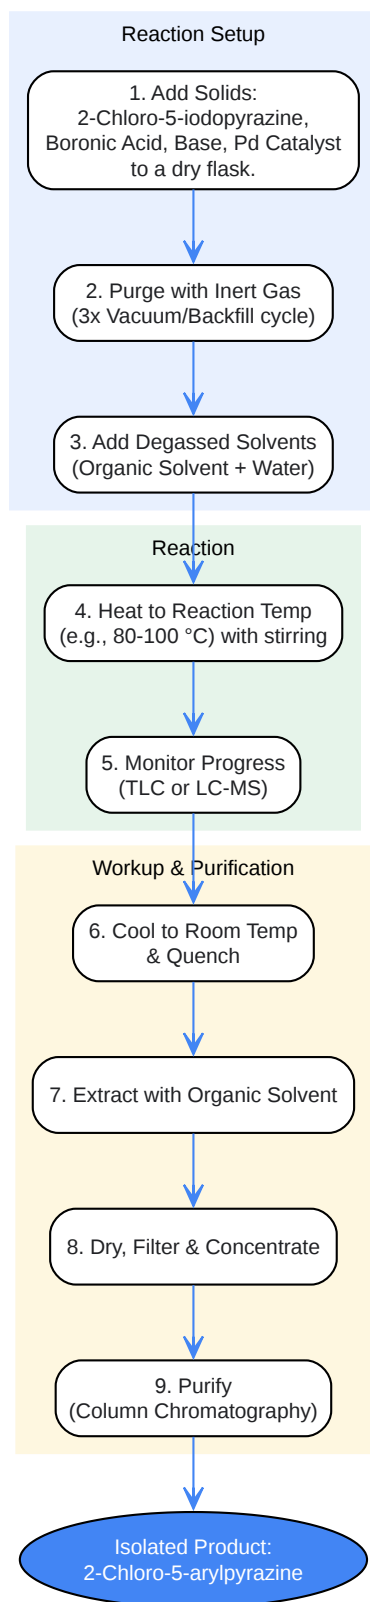 Reaction Setup
1. Add Solids:
2-Chloro-5-iodopyrazine,
Boronic Acid, Base, Pd Catalyst
to a dry flask.
2. Purge with Inert Gas
(3x Vacuum/Backfill cycle)
3. Add Degassed Solvents
(Organic Solvent + Water)
Reaction
4. Heat to Reaction Temp
(e.g., 80-100 °C) with stirring
5. Monitor Progress
(TLC or LC-MS)
Workup & Purification
6. Cool to Room Temp
& Quench
7. Extract with Organic Solvent
8. Dry, Filter & Concentrate
9. Purify
(Column Chromatography)
Isolated Product:
2-Chloro-5-arylpyrazine